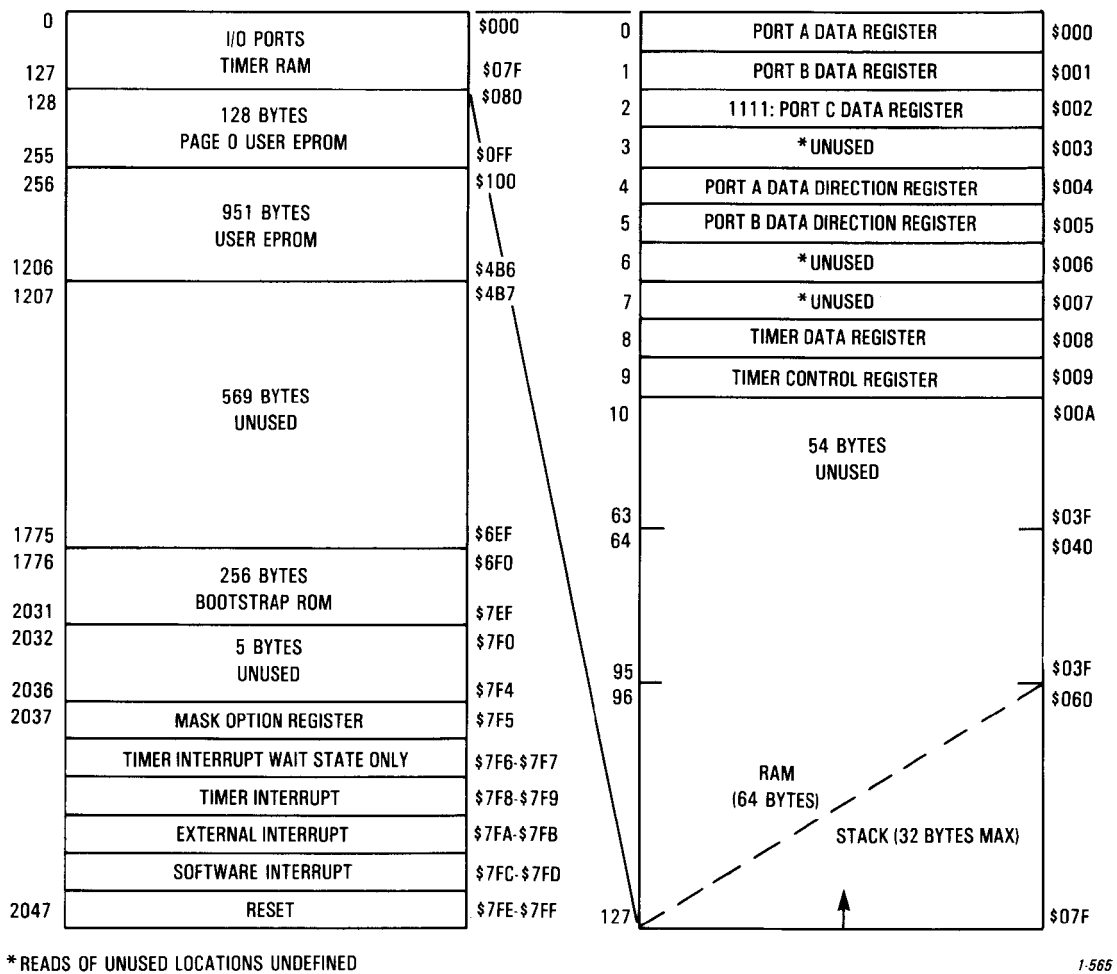 0
I/O PORTS
TIMER RAM
$000
127
$07F
128
128 BYTES
PAGE 0 USER EPROM
$080
255
$0FF
256
951 BYTES
USER EPROM
$100
1206
$4B6
1207
$4B7
569 BYTES
UNUSED
1775
$6EF
1776
256 BYTES
BOOTSTRAP ROM
$6F0
2031
$7EF
2032
5 BYTES
UNUSED
$7F0
2036
$7F4
2037
MASK OPTION REGISTER
$7F5
TIMER INTERRUPT WAIT STATE ONLY
$7F6-$7F7
TIMER INTERRUPT
$7F8-$7F9
EXTERNAL INTERRUPT
$7FA-$7FB
SOFTWARE INTERRUPT
$7FC-$7FD
2047
RESET
$7FE-$7FF
0
PORT A DATA REGISTER
$000
1
PORT B DATA REGISTER
$001
2
1111: PORT C DATA REGISTER
$002
3
*UNUSED
$003
4
PORT A DATA DIRECTION REGISTER
$004
5
PORT B DATA DIRECTION REGISTER
$005
6
*UNUSED
$006
7
*UNUSED
$007
8
TIMER DATA REGISTER
$008
9
TIMER CONTROL REGISTER
$009
10
$00A
54 BYTES
UNUSED
63
$03F
64
$040
95
$03F
96
$060
RAM
(64 BYTES)
STACK (32 BYTES MAX)
127
$07F
*READS OF UNUSED LOCATIONS UNDEFINED
1-565